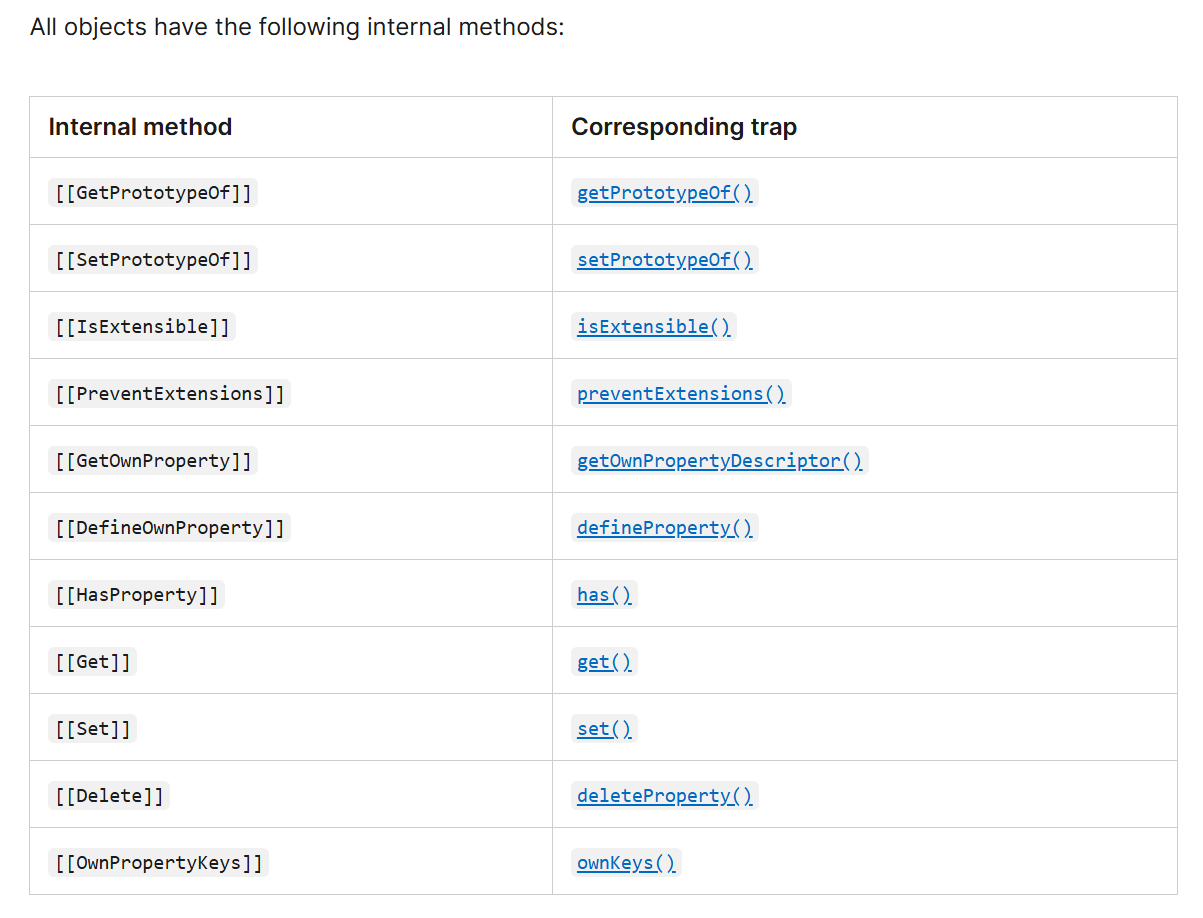 All objects have the following internal methods:
Internal method Corresponding trap
[[GetPrototypeOf]] getPrototypeOf()
[[SetPrototypeOf]] setPrototypeOf()
[[IsExtensible]] isExtensible()
[[PreventExtensions]] preventExtensions()
[[GetOwnProperty]] getOwnPropertyDescriptor()
[[DefineOwnProperty]] defineProperty()
[[HasProperty]] has()
[[Get]] get()
[[Set]] set()
[[Delete]] deleteProperty()
[[OwnPropertyKeys]] ownKeys()